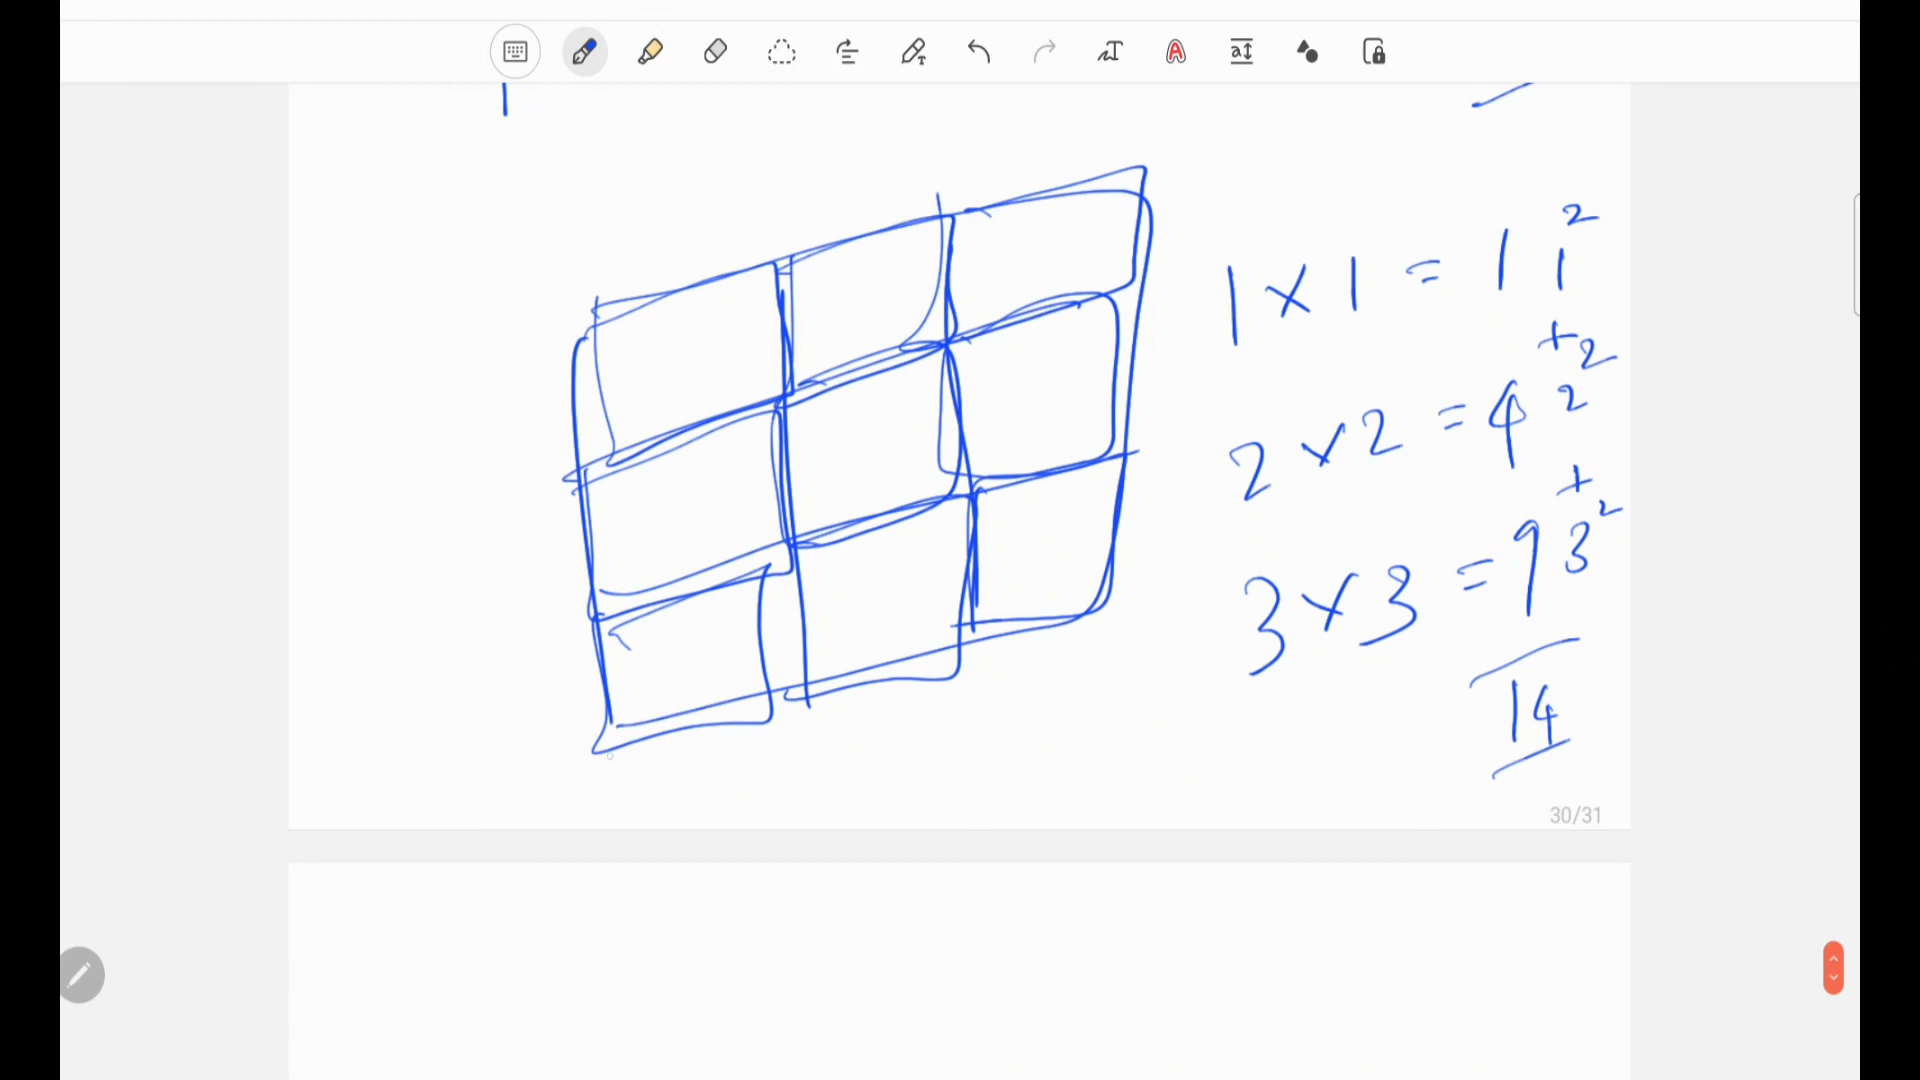 1 × 1 = 1 1²
+
2 × 2 = 4 2²
+
3 × 3 = 9 3²
14
30/31